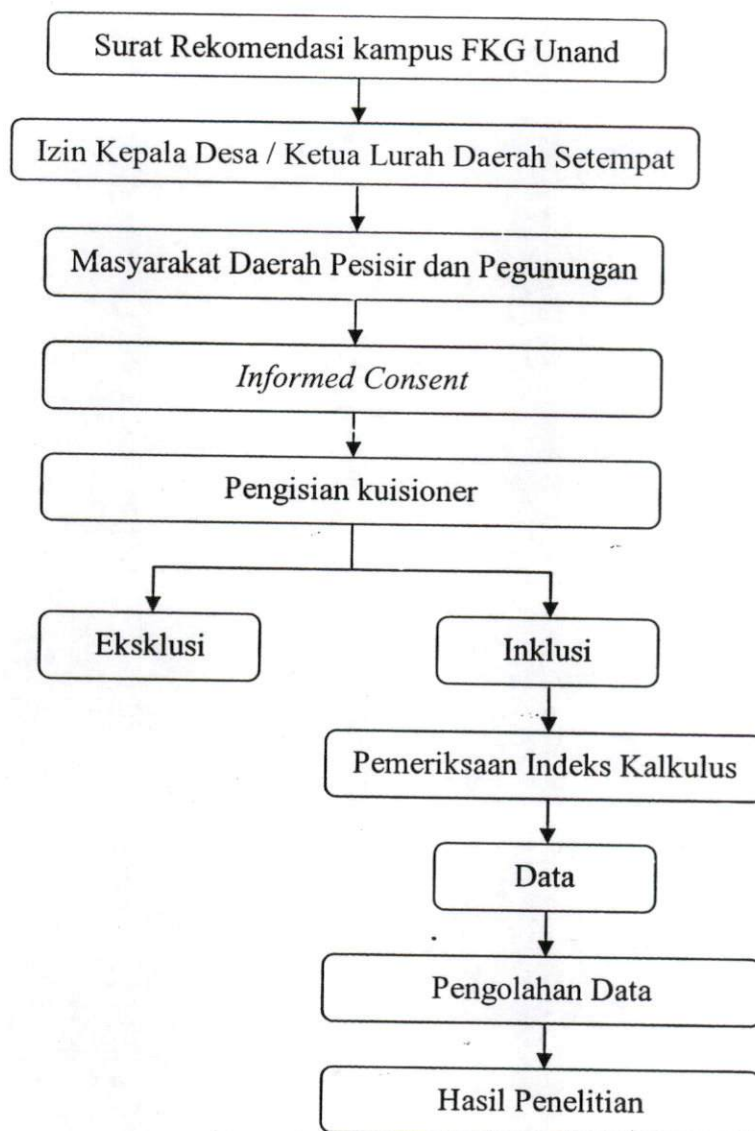 Surat Rekomendasi kampus FKG Unand
Izin Kepala Desa / Ketua Lurah Daerah Setempat
Masyarakat Daerah Pesisir dan Pegunungan
Informed Consent
Pengisian kuisioner
Eksklusi
Inklusi
Pemeriksaan Indeks Kalkulus
Data
Pengolahan Data
Hasil Penelitian